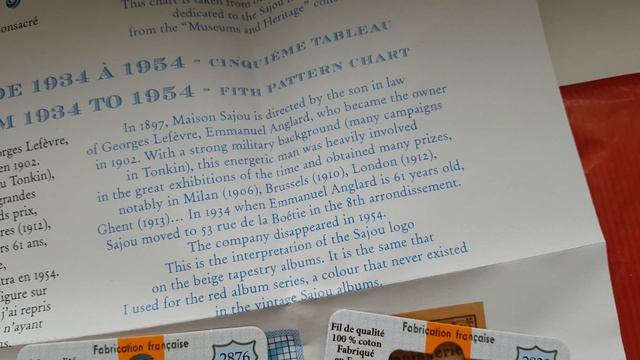 This chart is taken from
onsacré
dedicated to the Sajou
from the "Museums and Heritage"
DE 1934 À 1954 - CINQUIÈME TABLEAU
M 1934 TO 1954 - FITH PATTERN CHART
In 1897, Maison Sajou is directed by the son in law
of Georges Lefèvre, Emmanuel Anglard, who became the owner
in 1902. With a strong military background (many campaigns
in Tonkin), this energetic man was heavily involved
in the great exhibitions of the time and obtained many prizes,
notably in Milan (1906), Brussels (1910), London (1912),
Ghent (1913)... In 1934 when Emmanuel Anglard is 61 years old,
Sajou moved to 53 rue de la Boétie in the 8th arrondissement.
The company disappeared in 1954.
This is the interpretation of the Sajou logo
on the beige tapestry albums. It is the same that
I used for the red album series, a colour that never existed
in the vintage Sajou albums.
orges Lefèvre,
en 1902.
u Tonkin),
grandes
ds prix,
res (1912),
rs 61 ans,
e,
tra en 1954.
figure sur
j'ai repris
n'ayant
ns.
Fabrication française
2876
Fil de qualité
100 % coton
Fabriqué
Fabrication française